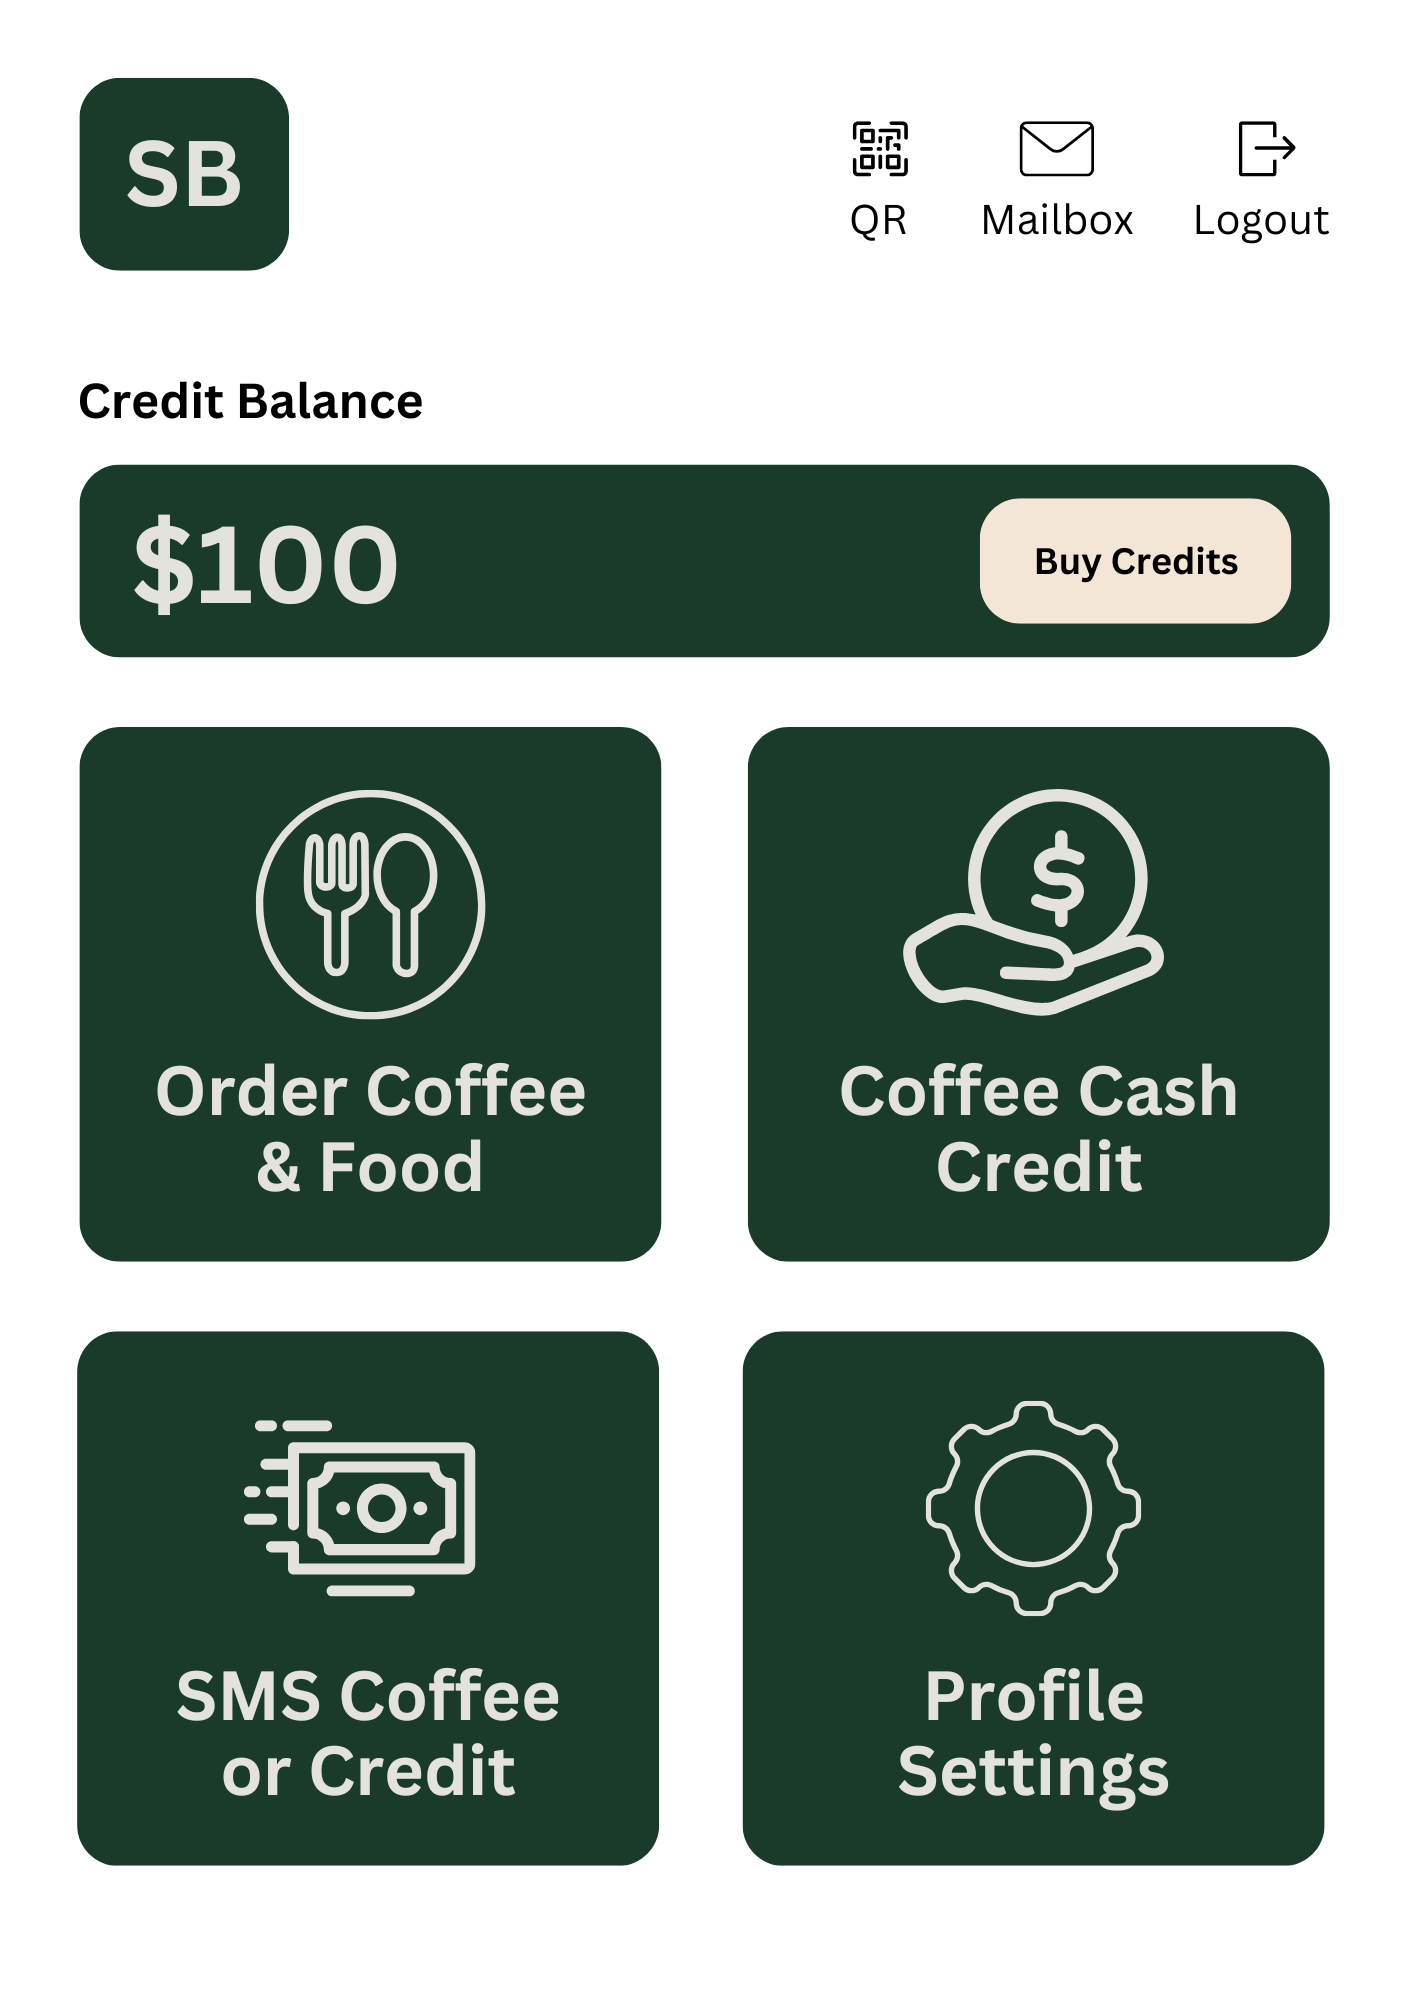 SB
QR
Mailbox
Logout
Credit Balance
$100
Buy Credits
Order Coffee
& Food
Coffee Cash
Credit
SMS Coffee
or Credit
Profile
Settings